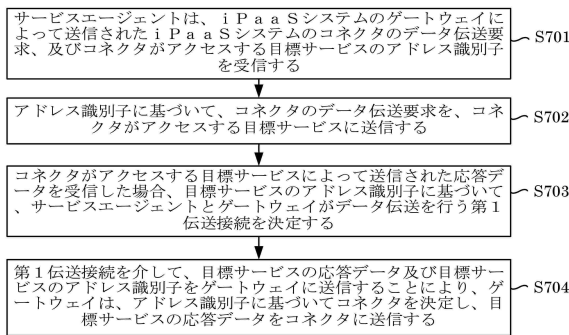 サービスエージェントは、ｉＰａａＳシステムのゲートウェイに
よって送信されたｉＰａａＳシステムのコネクタのデータ伝送要
求、及びコネクタがアクセスする目標サービスのアドレス識別子
を受信する
S701
アドレス識別子に基づいて、コネクタのデータ伝送要求を、コネ
クタがアクセスする目標サービスに送信する
S702
コネクタがアクセスする目標サービスによって送信された応答デ
ータを受信した場合、目標サービスのアドレス識別子に基づいて
、サービスエージェントとゲートウェイがデータ伝送を行う第１
伝送接続を決定する
S703
第１伝送接続を介して、目標サービスの応答データ及び目標サー
ビスのアドレス識別子をゲートウェイに送信することにより、ゲ
ートウェイは、アドレス識別子に基づいてコネクタを決定し、目
標サービスの応答データをコネクタに送信する
S704